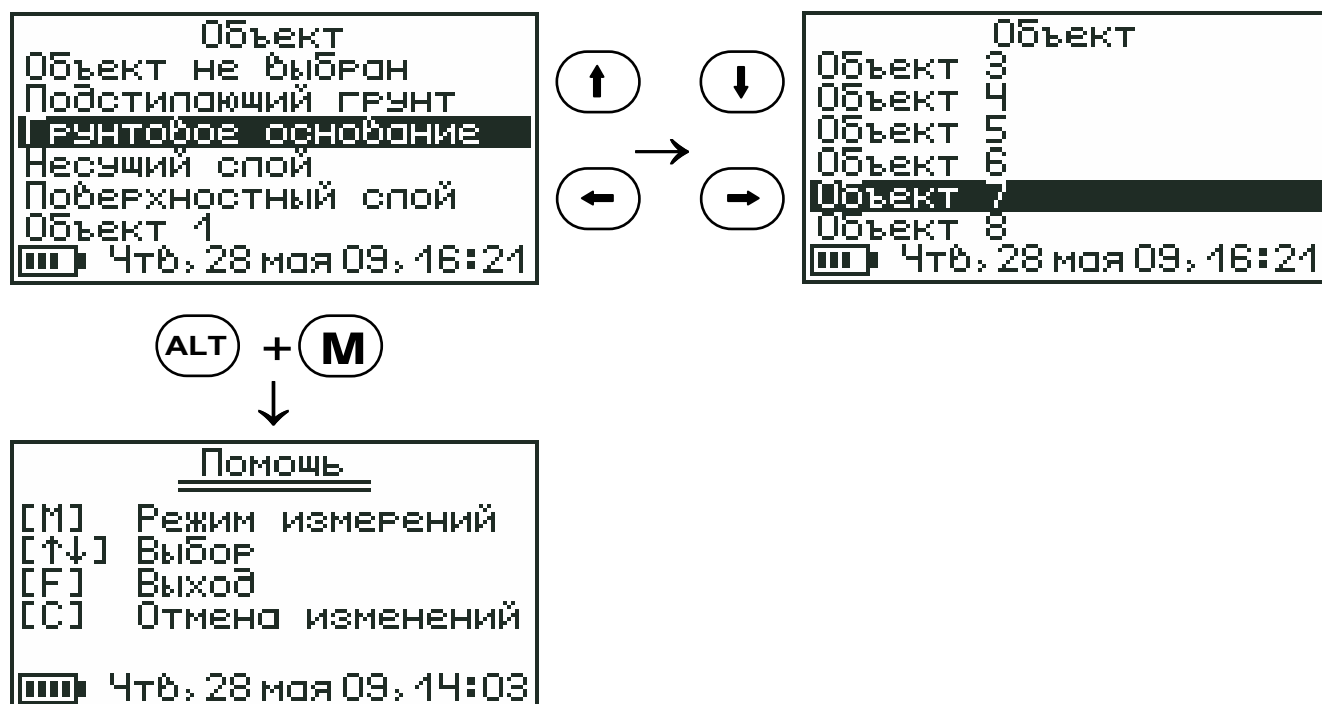 Объект
Объект не выбран
Подстилающий грунт
Грунтовое основание
Несущий слой
Поверхностный слой
Объект 1
Чтв, 28 мая 09, 16:21
↑ ↓
→
← →
Объект
Объект 3
Объект 4
Объект 5
Объект 6
Объект 7
Объект 8
Чтв, 28 мая 09, 16:21
ALT + M
↓
Помощь
[M] Режим измерений
[↑↓] Выбор
[F] Выход
[C] Отмена изменений
Чтв, 28 мая 09, 14:03